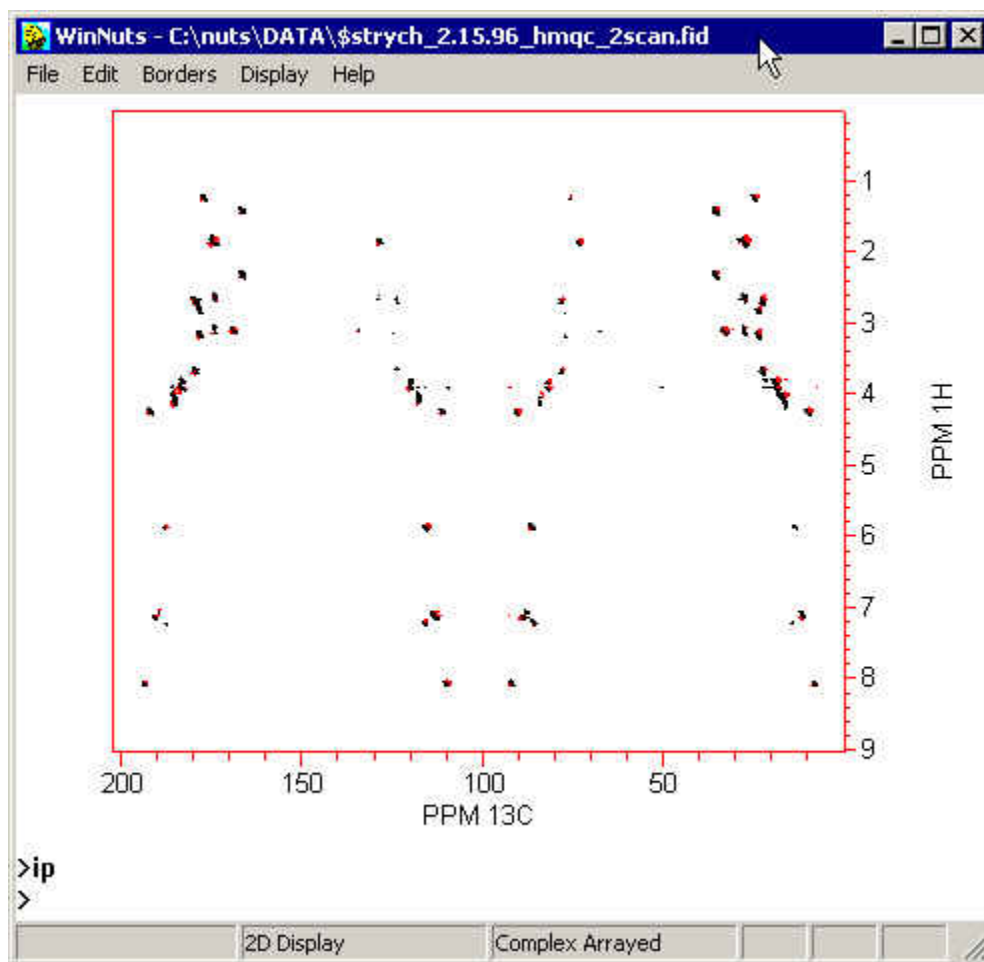 WinNuts - C:\nuts\DATA\$strych_2.15.96_hmqc_2scan.fid
File Edit Borders Display Help
1
2
3
4
5
6
7
8
9
PPM 1H
200 150 100 50
PPM 13C
>ip
>
2D Display Complex Arrayed